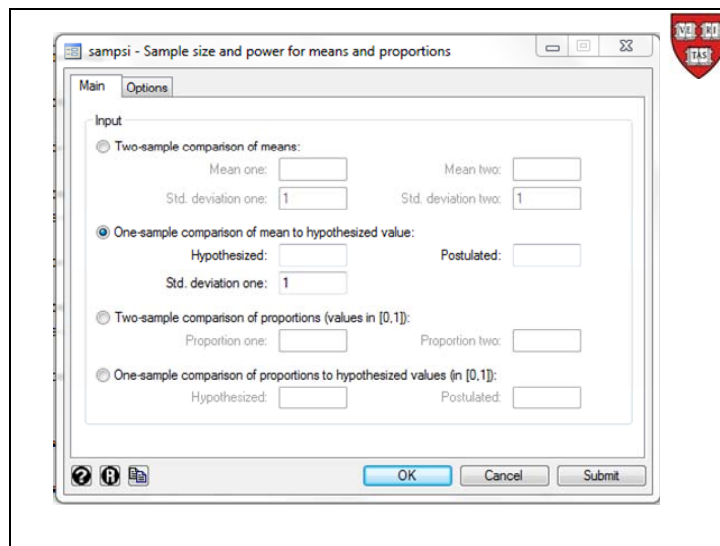 sampsi - Sample size and power for means and proportions
VE RI
TAS
Main Options
Input
Two-sample comparison of means:
Mean one: Mean two:
Std. deviation one: 1 Std. deviation two: 1
One-sample comparison of mean to hypothesized value:
Hypothesized: Postulated:
Std. deviation one: 1
Two-sample comparison of proportions (values in [0,1]):
Proportion one: Proportion two:
One-sample comparison of proportions to hypothesized values (in [0,1]):
Hypothesized: Postulated:
? R OK Cancel Submit